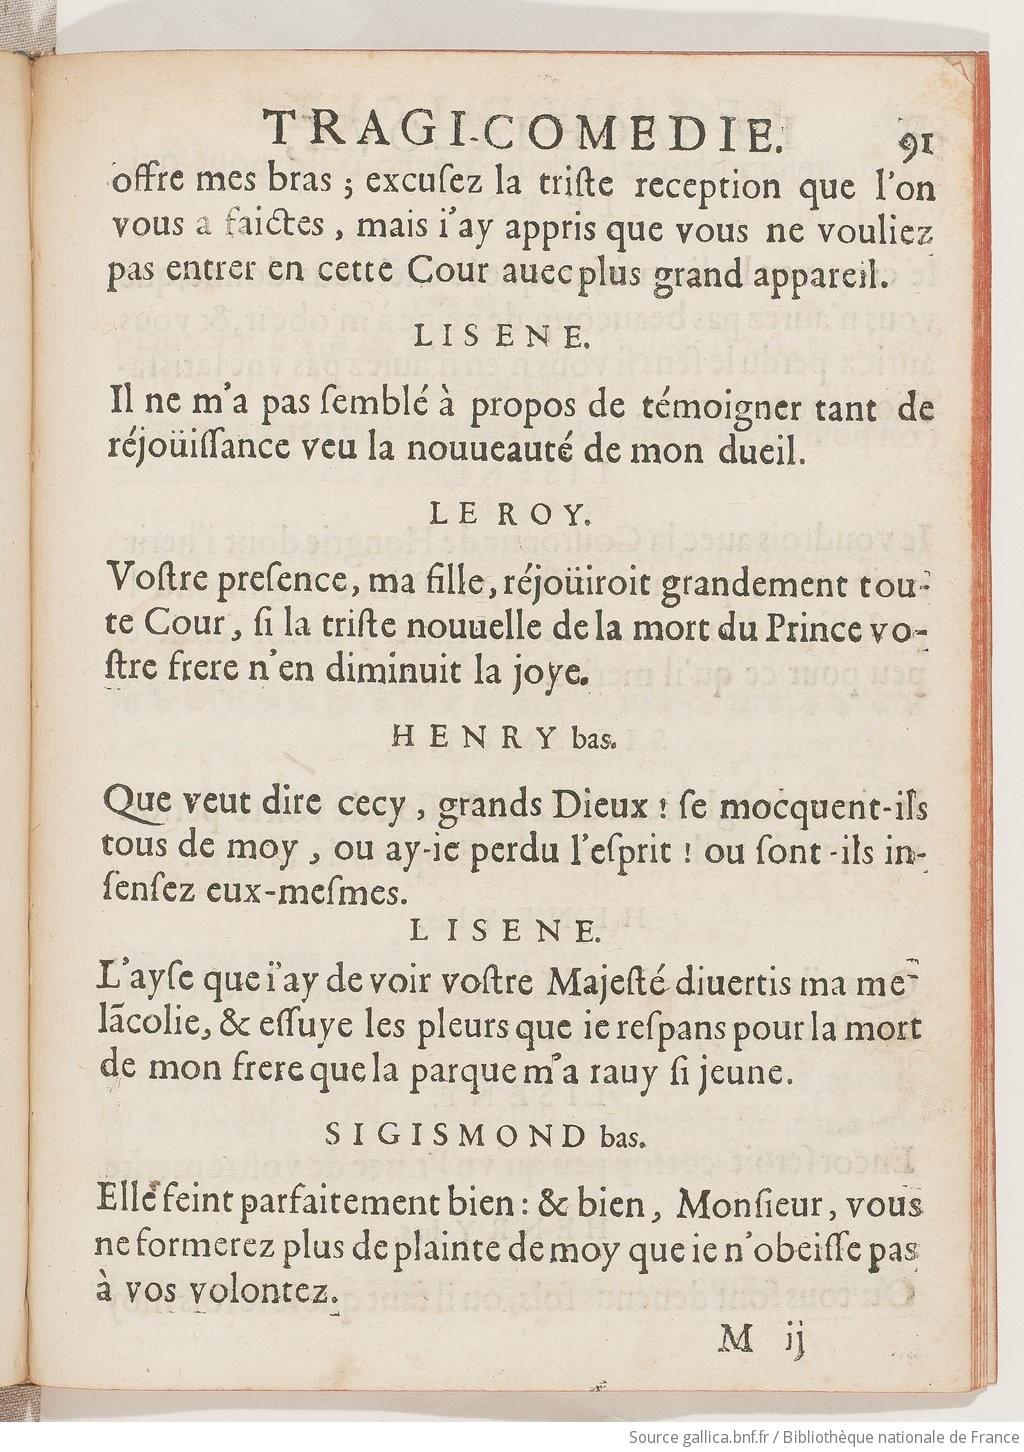 TRAGI-COMEDIE. 91
offre mes bras ; excuſez la triſte reception que l'on
vous a faictes , mais i'ay appris que vous ne vouliez
pas entrer en cette Cour auec plus grand appareil.
LISENE.
Il ne m'a pas ſemblé à propos de témoigner tant de
réjoüiſſance veu la nouueauté de mon dueil.
LE ROY.
Voſtre preſence, ma fille, réjoüiroit grandement tou-
te Cour, ſi la triſte nouuelle de la mort du Prince vo-
ſtre frere n'en diminuit la joye.
HENRY bas.
Que veut dire cecy , grands Dieux ! ſe mocquent-ils
tous de moy , ou ay-ie perdu l'eſprit ! ou ſont-ils in-
ſenſez eux-meſmes.
LISENE.
L'ayſe que i'ay de voir voſtre Majeſté diuertis ma me-
lãcolie, & eſſuye les pleurs que ie reſpans pour la mort
de mon frere que la parque m'a rauy ſi jeune.
SIGISMOND bas.
Elle feint parfaitement bien : & bien, Monſieur, vous
ne formerez plus de plainte de moy que ie n'obeiſſe pas
à vos volontez.
M ij
Source gallica.bnf.fr / Bibliothèque nationale de France